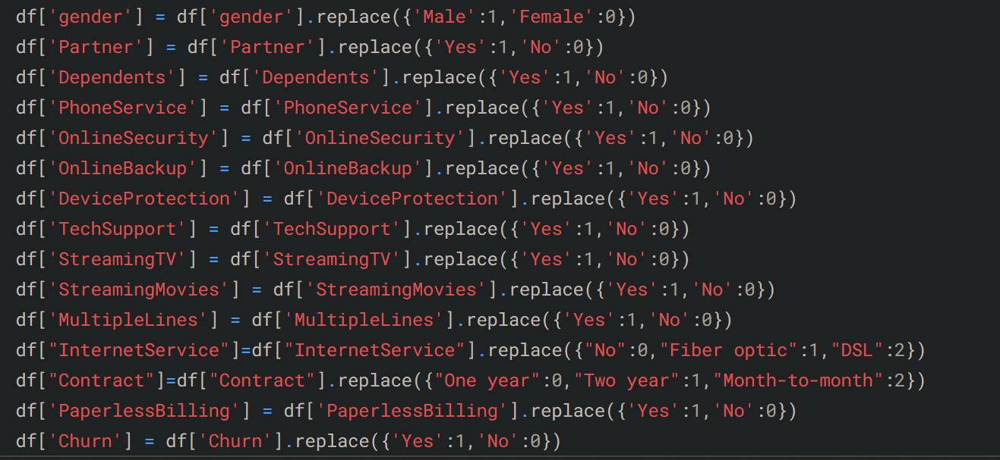 df['gender'] = df['gender'].replace({'Male':1,'Female':0})
df['Partner'] = df['Partner'].replace({'Yes':1,'No':0})
df['Dependents'] = df['Dependents'].replace({'Yes':1,'No':0})
df['PhoneService'] = df['PhoneService'].replace({'Yes':1,'No':0})
df['OnlineSecurity'] = df['OnlineSecurity'].replace({'Yes':1,'No':0})
df['OnlineBackup'] = df['OnlineBackup'].replace({'Yes':1,'No':0})
df['DeviceProtection'] = df['DeviceProtection'].replace({'Yes':1,'No':0})
df['TechSupport'] = df['TechSupport'].replace({'Yes':1,'No':0})
df['StreamingTV'] = df['StreamingTV'].replace({'Yes':1,'No':0})
df['StreamingMovies'] = df['StreamingMovies'].replace({'Yes':1,'No':0})
df['MultipleLines'] = df['MultipleLines'].replace({'Yes':1,'No':0})
df["InternetService"]=df["InternetService"].replace({"No":0,"Fiber optic":1,"DSL":2})
df["Contract"]=df["Contract"].replace({"One year":0,"Two year":1,"Month-to-month":2})
df['PaperlessBilling'] = df['PaperlessBilling'].replace({'Yes':1,'No':0})
df['Churn'] = df['Churn'].replace({'Yes':1,'No':0})